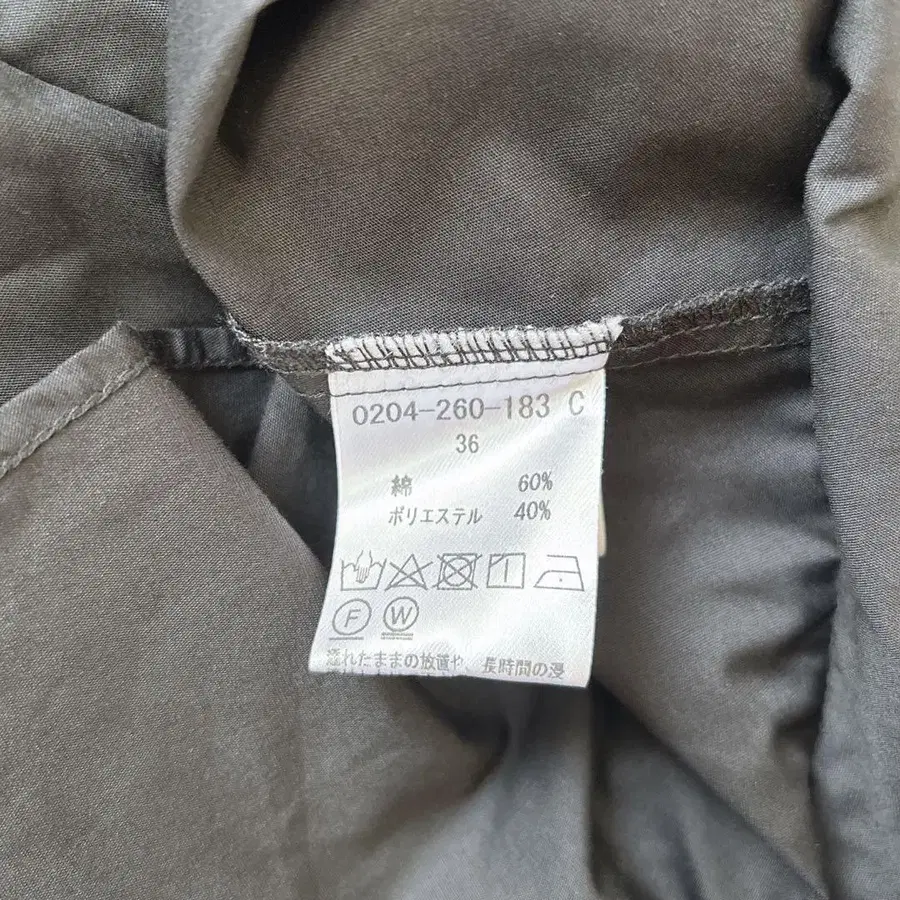 0204-260-183 C
36
綿 60%
ポリエステル 40%
F W
濡れたままの放置や、長時間の浸